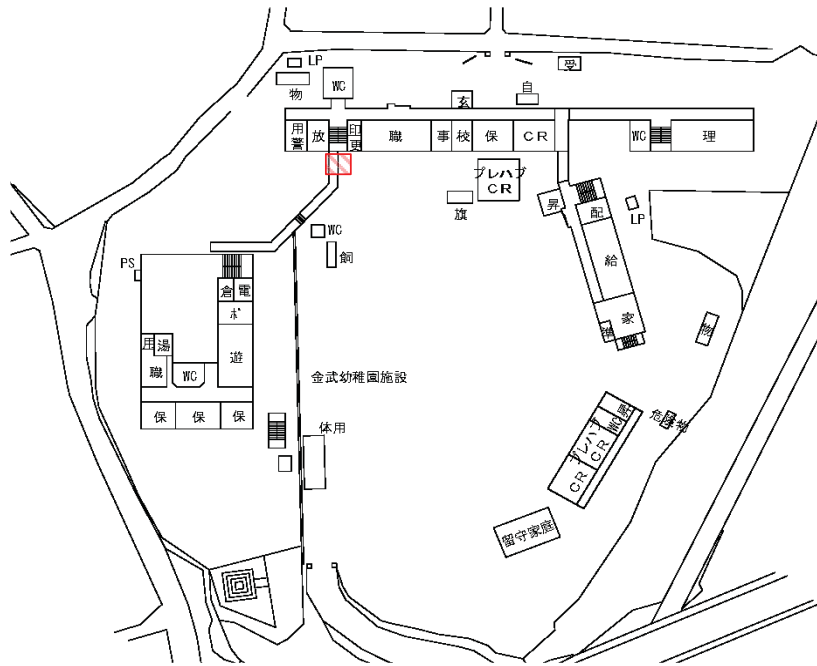 LP
物
WC
受
自
玄
用
警
放
印
更
職
事
校
保
CR
WC
理
プレハブ
CR
旗
昇
配
LP
WC
飼
給
PS
倉
電
ポ
家
物
用
湯
遊
職
WC
金武幼稚園施設
保
保
保
体用
危険梯
WC
プレハブ
CR
CR
留守家庭